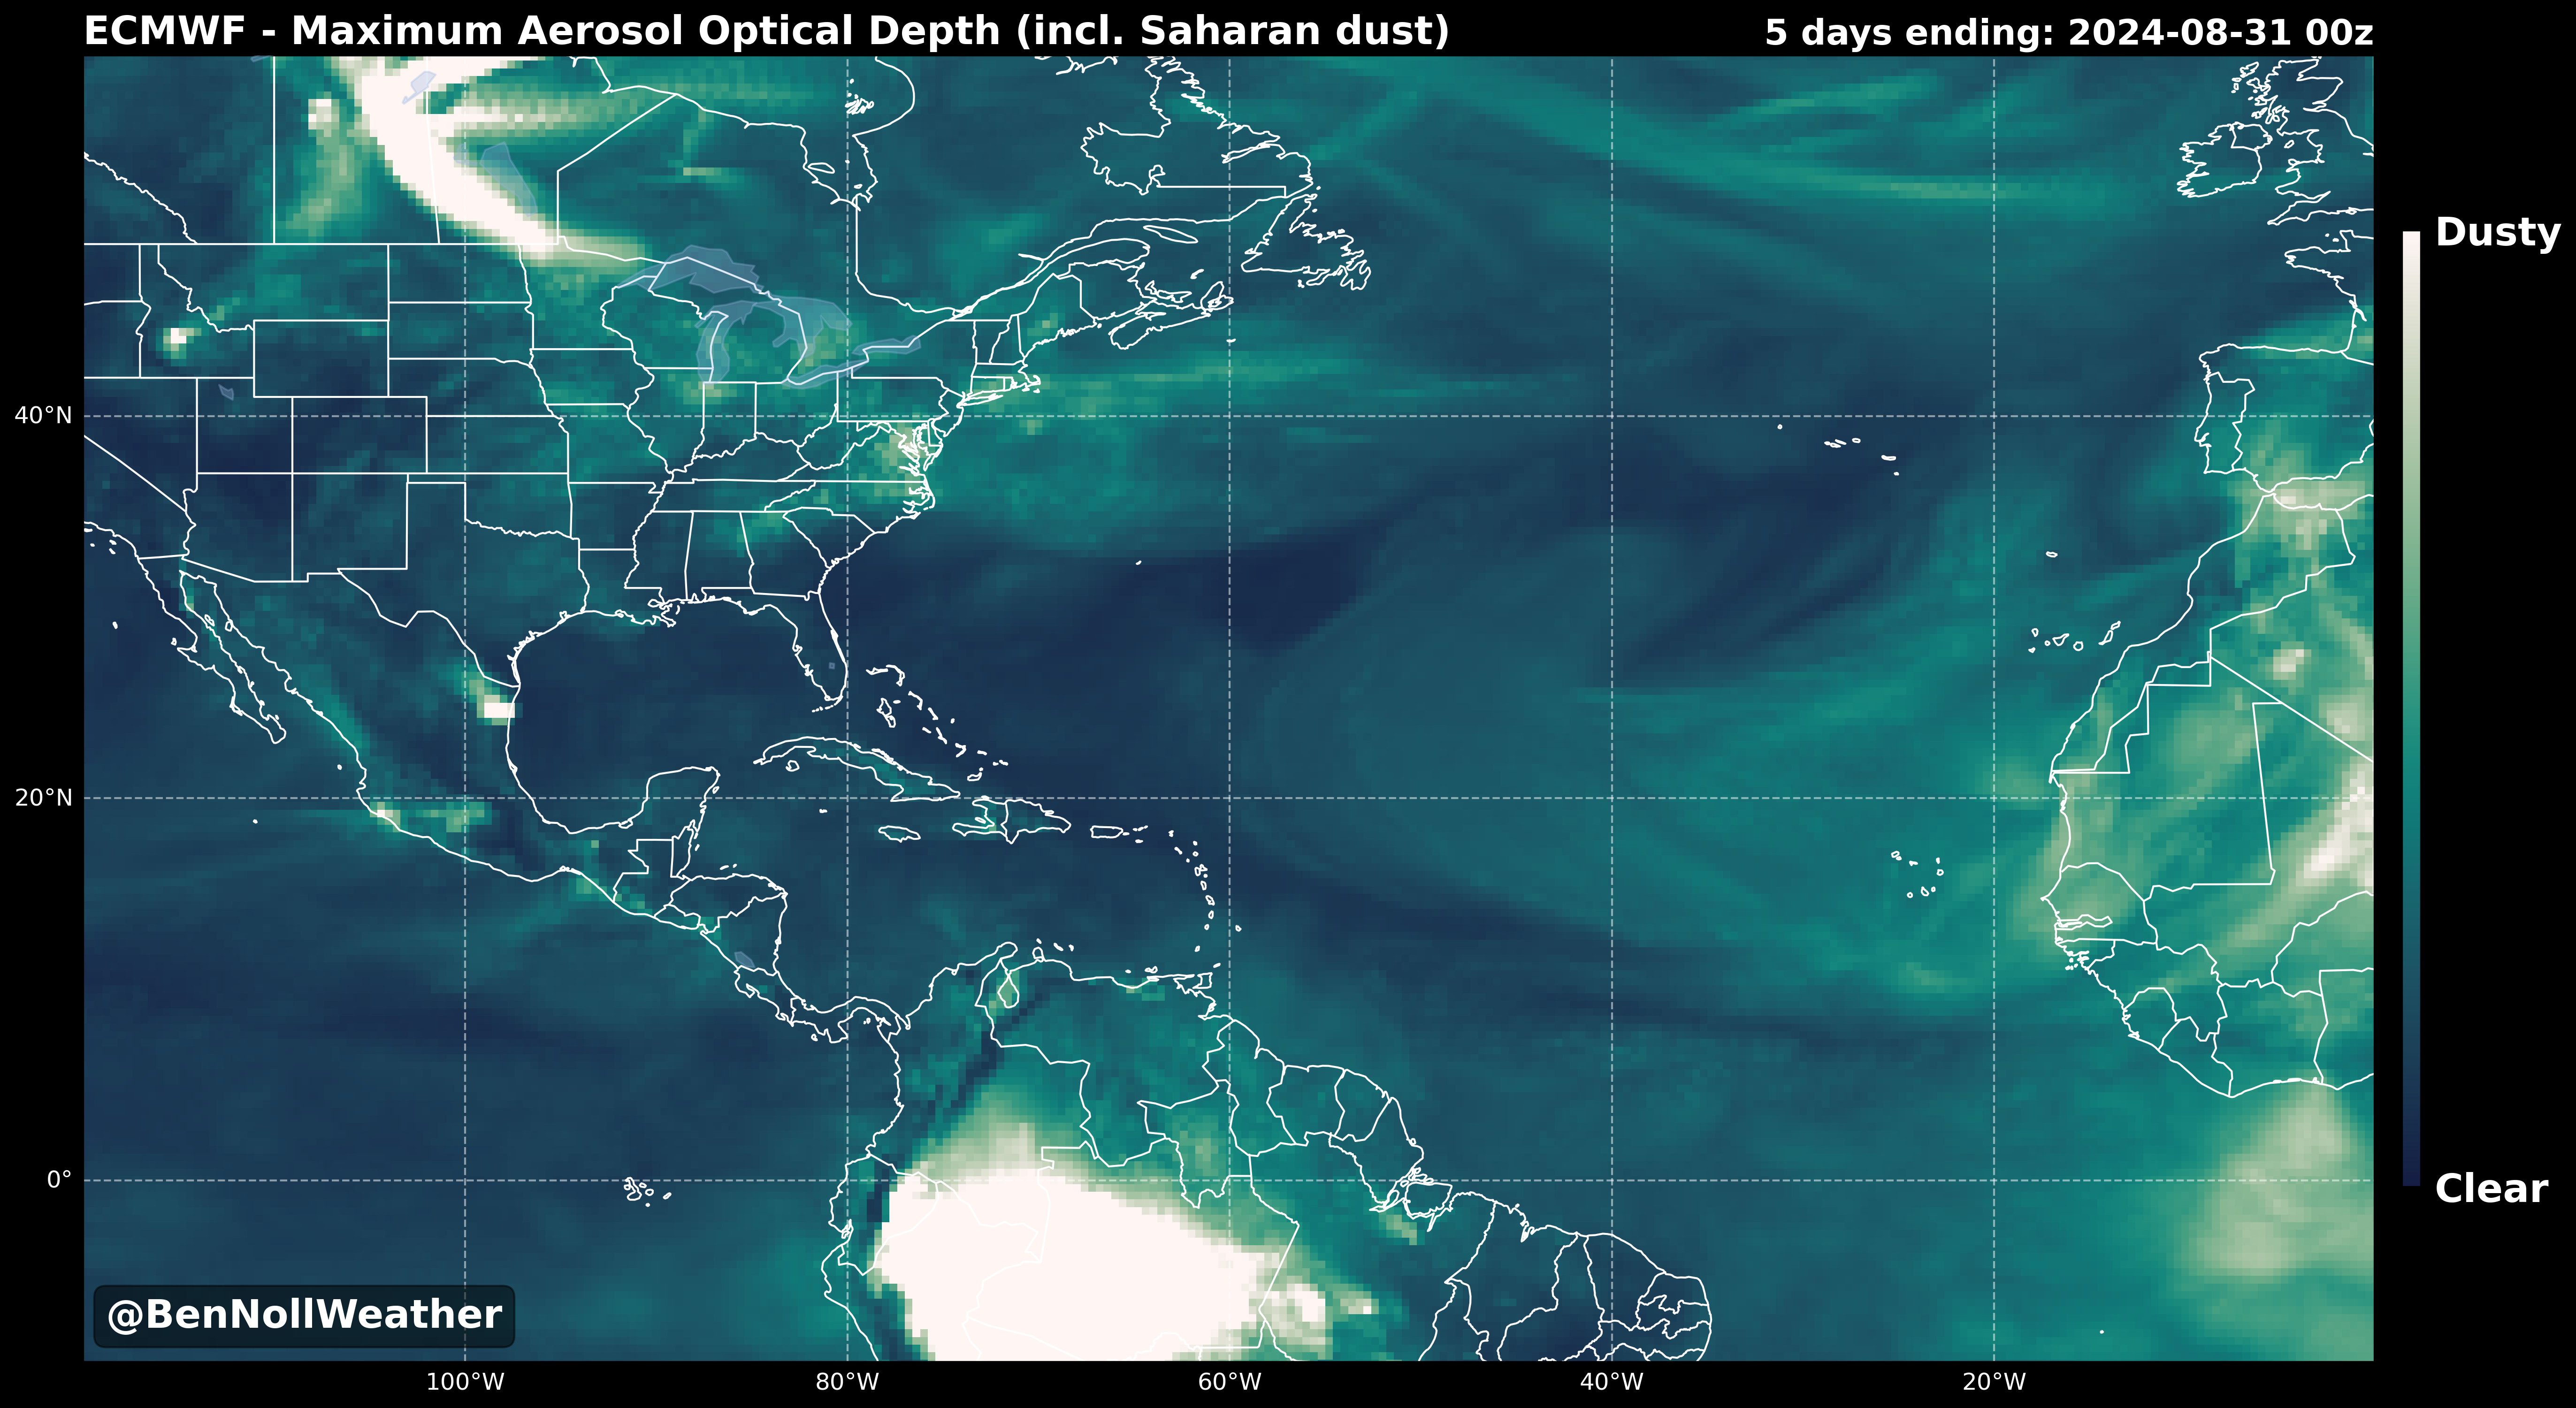 ECMWF - Maximum Aerosol Optical Depth (incl. Saharan dust)
5 days ending: 2024-08-31 00z
Dusty
40°N
20°N
0°
Clear
@BenNollWeather
100°W
80°W
60°W
40°W
20°W